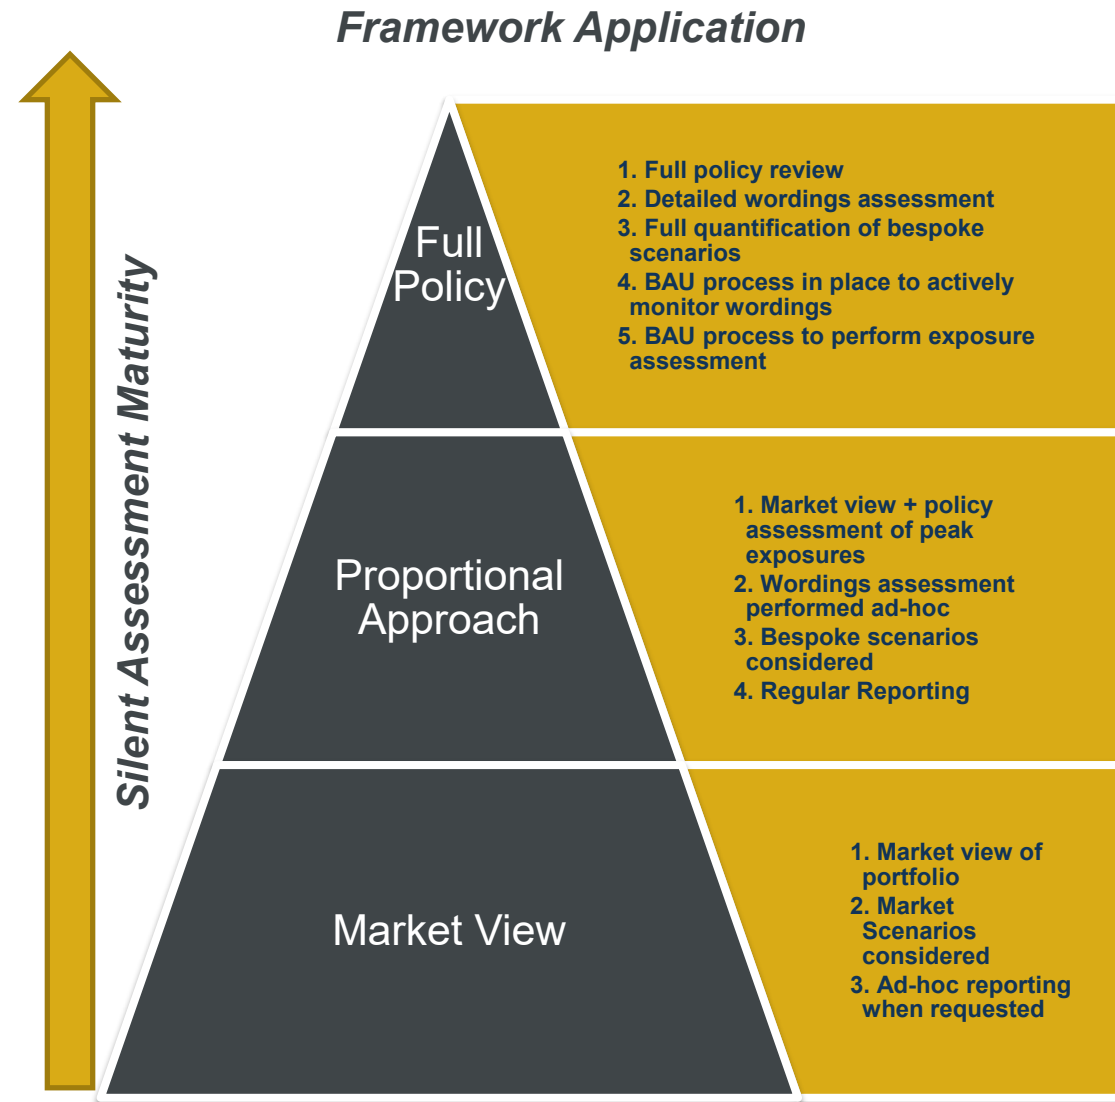 Framework Application
Silent Assessment Maturity
Full
Policy
1. Full policy review
2. Detailed wordings assessment
3. Full quantification of bespoke
scenarios
4. BAU process in place to actively
monitor wordings
5. BAU process to perform exposure
assessment
Proportional
Approach
1. Market view + policy
assessment of peak
exposures
2. Wordings assessment
performed ad-hoc
3. Bespoke scenarios
considered
4. Regular Reporting
Market View
1. Market view of
portfolio
2. Market
Scenarios
considered
3. Ad-hoc reporting
when requested